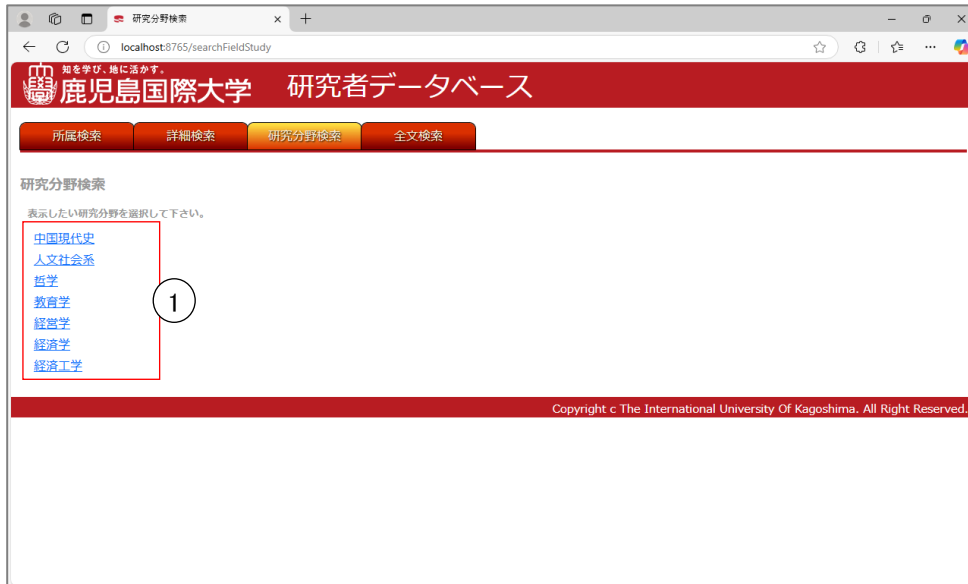 研究分野検索
localhost:8765/searchFieldStudy
知を学び、地に活かす。
鹿児島国際大学 研究者データベース
所属検索 詳細検索 研究分野検索 全文検索
研究分野検索
表示したい研究分野を選択して下さい。
中国現代史
人文社会系
哲学
教育学
1
経営学
経済学
経済工学
Copyright c The International University Of Kagoshima. All Right Reserved.